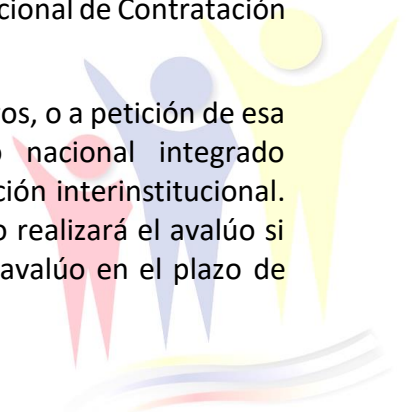 cional de Contratación
os, o a petición de esa
o nacional integrado
ción interinstitucional.
o realizará el avalúo si
avalúo en el plazo de